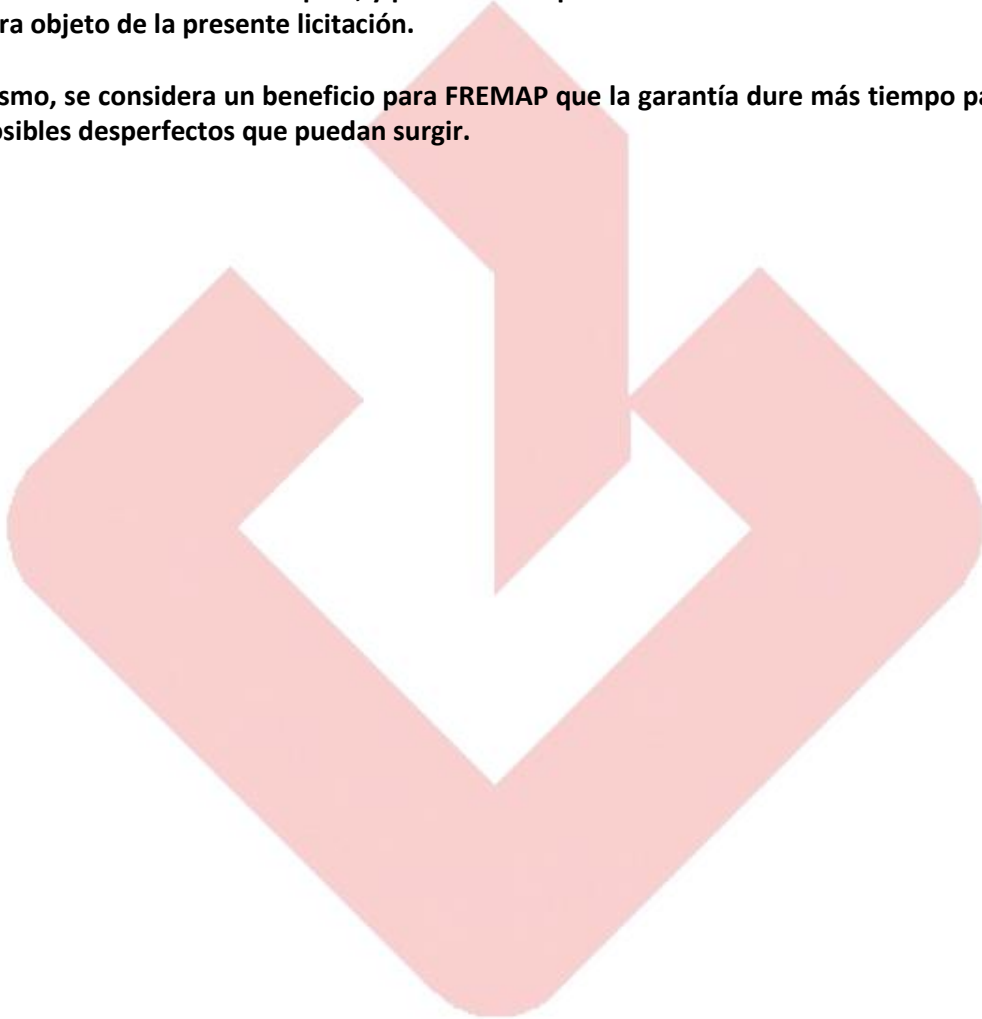 ra objeto de la presente licitación.
smo, se considera un beneficio para FREMAP que la garantía dure más tiempo pa
osibles desperfectos que puedan surgir.